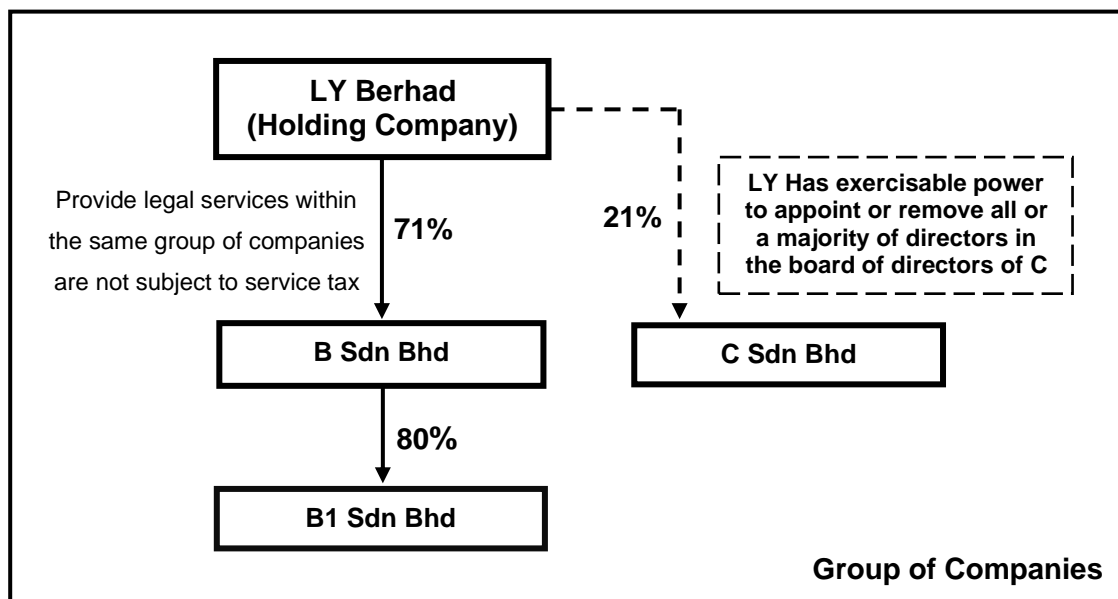 LY Berhad
(Holding Company)
Provide legal services within
the same group of companies
are not subject to service tax
71%
21%
LY Has exercisable power
to appoint or remove all or
a majority of directors in
the board of directors of C
B Sdn Bhd
C Sdn Bhd
80%
B1 Sdn Bhd
Group of Companies